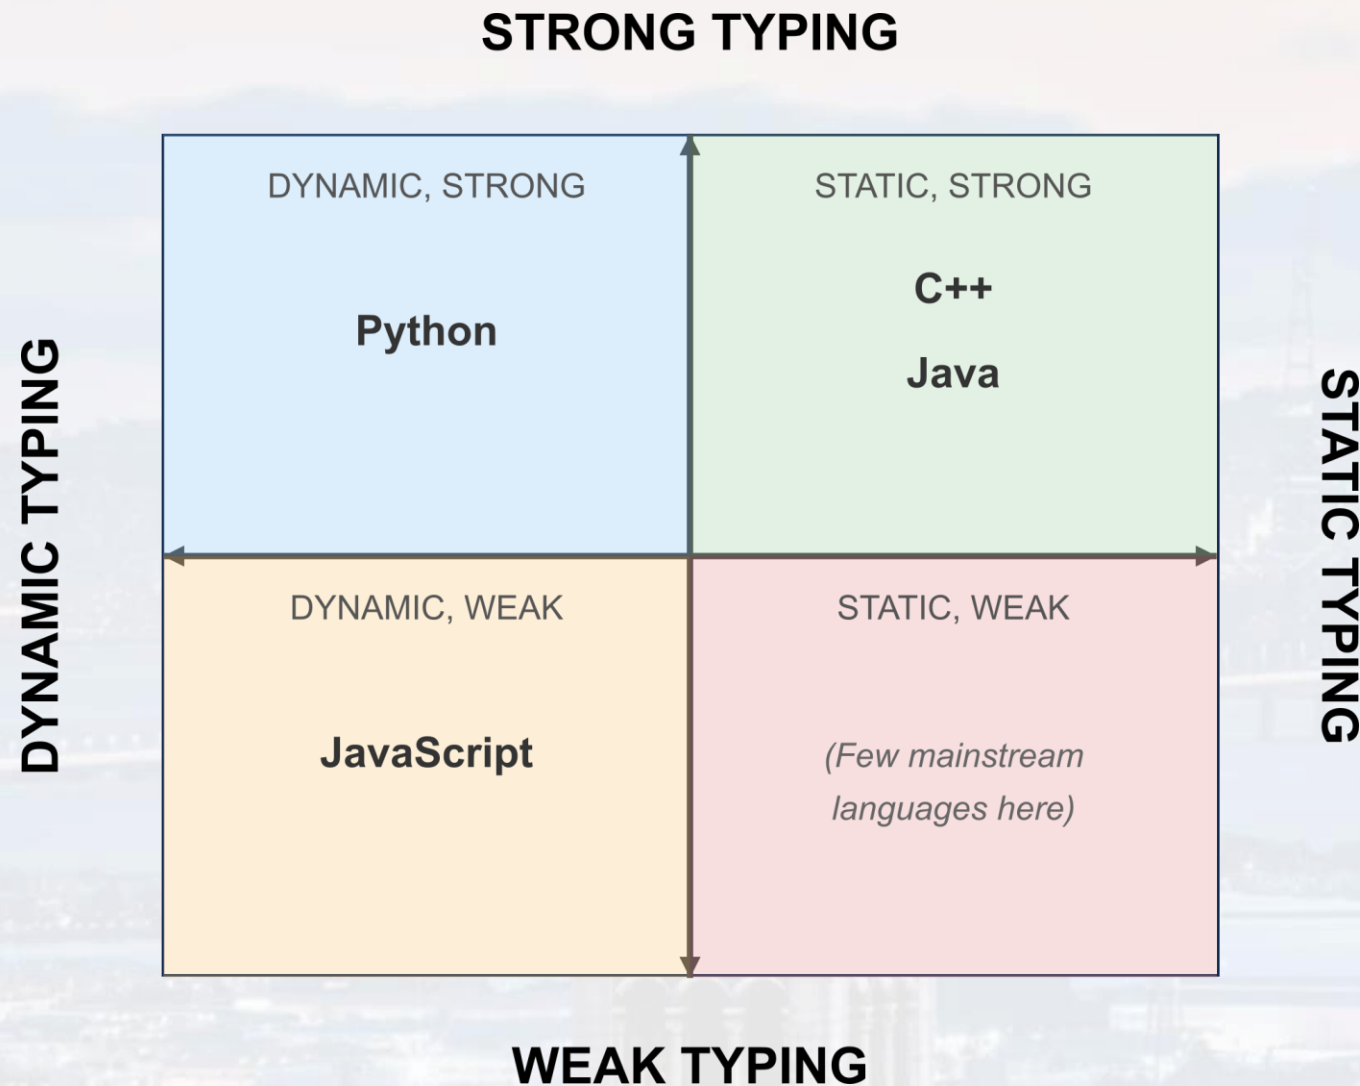 STRONG TYPING
DYNAMIC TYPING
DYNAMIC, STRONG
Python
STATIC, STRONG
C++
Java
STATIC TYPING
DYNAMIC, WEAK
JavaScript
STATIC, WEAK
(Few mainstream
languages here)
WEAK TYPING